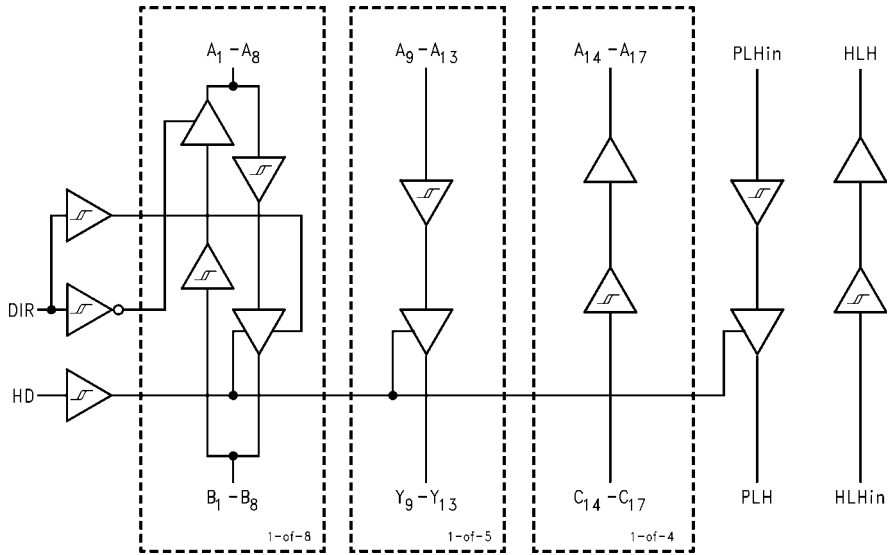 A₁ –A₈
A₉ –A₁₃
A₁₄ –A₁₇
PLHin
HLH
DIR
HD
B₁ –B₈
Y₉ –Y₁₃
C₁₄ –C₁₇
PLH
HLHin
1-of-8
1-of-5
1-of-4